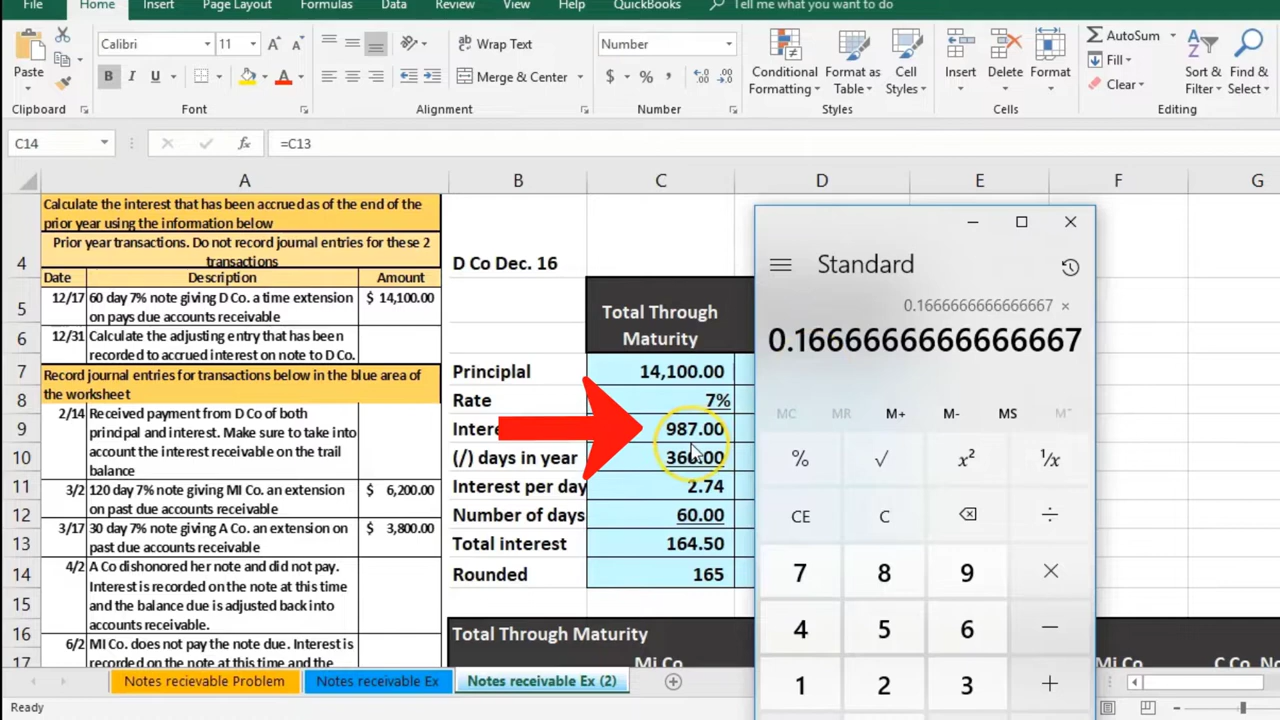 File Home Insert Page Layout Formulas Data Review View Help QuickBooks Tell me what you want to do
Calibri 11 Wrap Text Number AutoSum
Paste B I U Merge & Center $ % , Conditional Formatting Format as Table Cell Styles Insert Delete Format Fill Clear Sort & Filter Find & Select
Clipboard Font Alignment Number Styles Cells Editing
C14 fx =C13
A B C D E F G
4
5
6
7
8
9
10
11
12
13
14
15
16
17
Calculate the interest that has been accrued as of the end of the
prior year using the information below
Prior year transactions. Do not record journal entries for these 2
transactions
Date Description Amount
12/17 60 day 7% note giving D Co. a time extension $ 14,100.00
on pays due accounts receivable
12/31 Calculate the adjusting entry that has been
recorded to accrued interest on note to D Co.
Record journal entries for transactions below in the blue area of
the worksheet
2/14 Received payment from D Co of both
principal and interest. Make sure to take into
account the interest receivable on the trail
balance
3/2 120 day 7% note giving MI Co. an extension $ 6,200.00
on past due accounts receivable
3/17 30 day 7% note giving A Co. an extension on $ 3,800.00
past due accounts receivable
4/2 A Co dishonored her note and did not pay.
Interest is recorded on the note at this time
and the balance due is adjusted back into
accounts receivable.
6/2 MI Co. does not pay the note due. Interest is
recorded on the note at this time and the
D Co Dec. 16
Total Through
Maturity
Principlal 14,100.00
Rate 7%
987.00
(/) days in year 360.00
Interest per day 2.74
Number of days 60.00
Total interest 164.50
Rounded 165
Total Through Maturity
Mi Co
Mi Co
C Co. No
Standard
0.1666666666666667 ×
0.1666666666666667
MC MR M+ M- MS
% √ x² ¹/x
CE C ÷
7 8 9 ×
4 5 6 −
1 2 3 +
Notes recievable Problem Notes receivable Ex Notes receivable Ex (2)
Ready